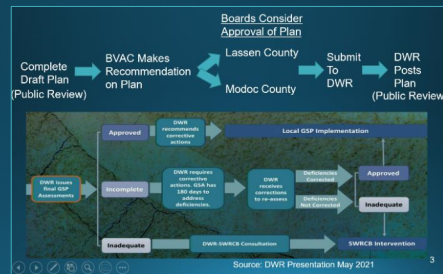 Boards Consider
Approval of Plan
Complete
Draft Plan
(Public Review)
BVAC Makes
Recommendation
on Plan
Lassen County
Modoc County
Submit
To
DWR
DWR
Posts
Plan
(Public Review)
DWR issues
final GSP
Assessments
Approved
DWR
recommends
corrective
actions
Local GSP Implementation
Incomplete
DWR requires
corrective
actions. GSA has
180 days to
address
deficiencies.
DWR
receives
corrections
to re-assess
Deficiencies
Corrected
Deficiencies
Not Corrected
Approved
Inadequate
Inadequate
DWR-SWRCB Consultation
SWRCB Intervention
Source: DWR Presentation May 2021
3